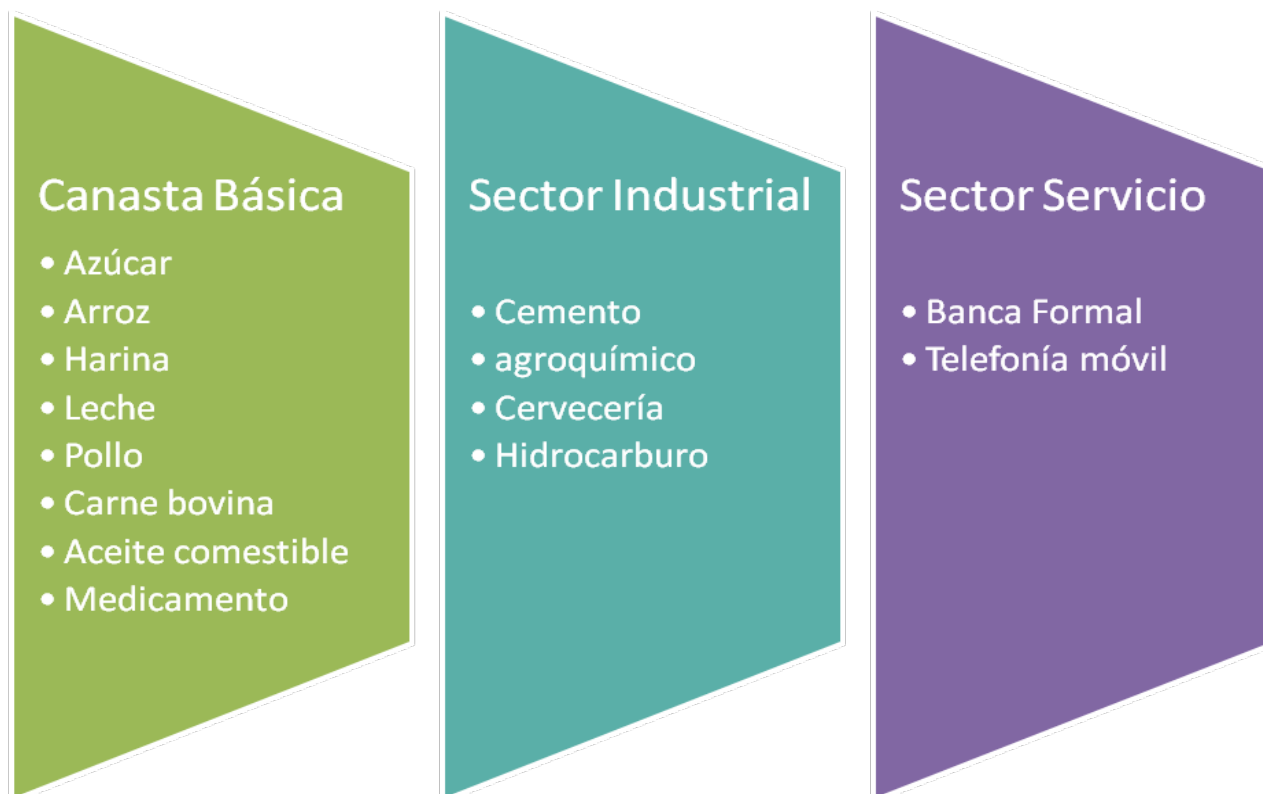 Canasta Básica
• Azúcar
• Arroz
• Harina
• Leche
• Pollo
• Carne bovina
• Aceite comestible
• Medicamento
Sector Industrial
• Cemento
• agroquímico
• Cervecería
• Hidrocarburo
Sector Servicio
• Banca Formal
• Telefonía móvil